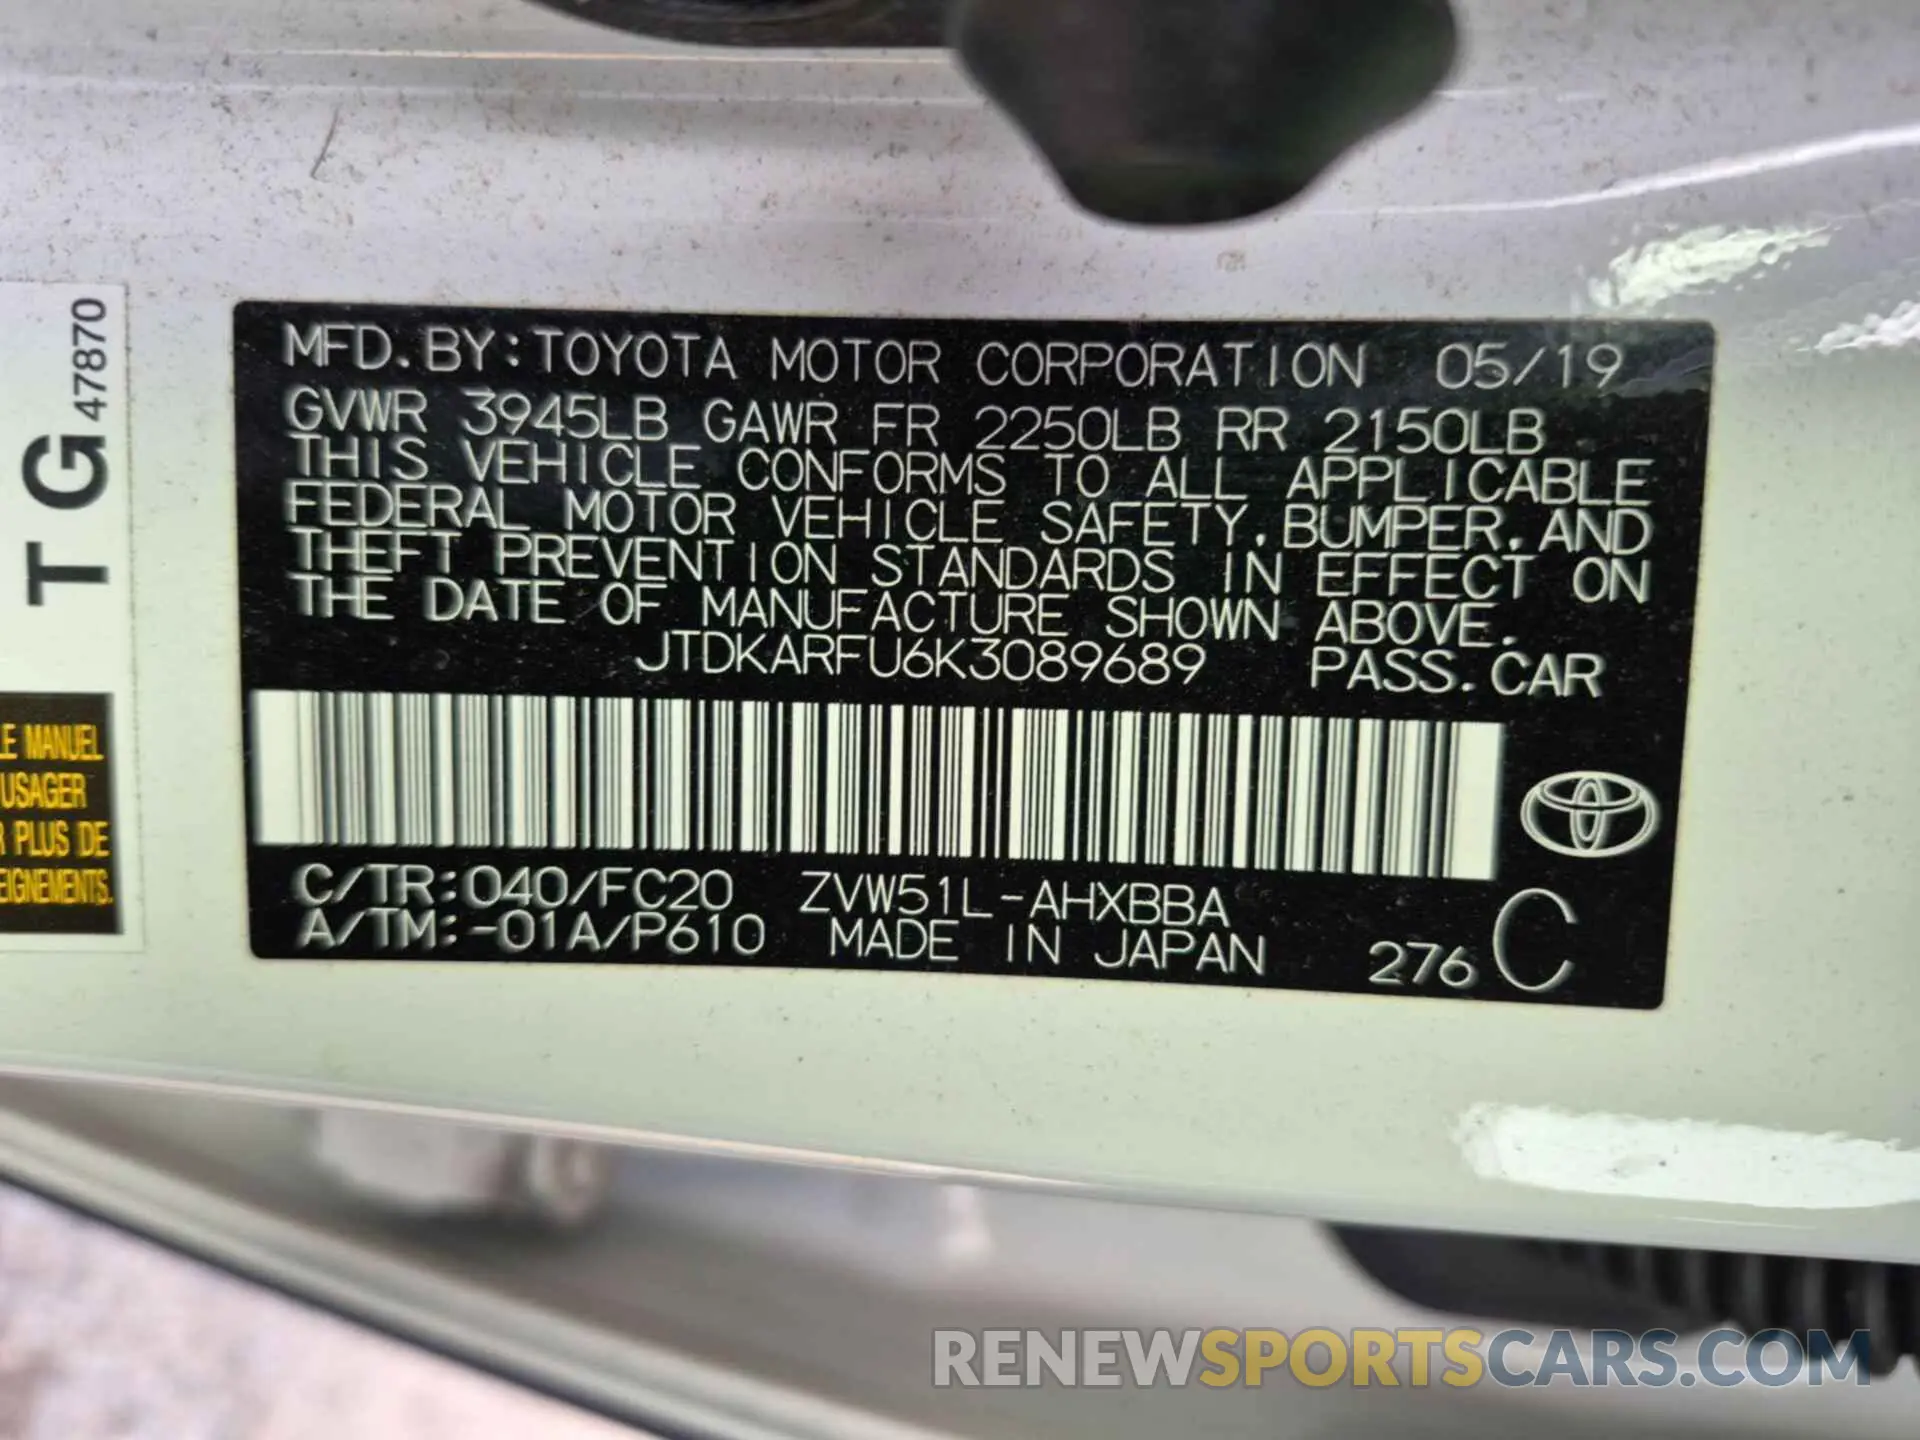 MFD. BY: TOYOTA MOTOR CORPORATION 05/19
GVWR 3945LB GAWR FR 2250LB RR 2150LB
THIS VEHICLE CONFORMS TO ALL APPLICABLE
FEDERAL MOTOR VEHICLE SAFETY, BUMPER, AND
THEFT PREVENTION STANDARDS IN EFFECT ON
THE DATE OF MANUFACTURE SHOWN ABOVE.
JTDKARFU6K3089689 PASS. CAR
C/TR: 040/FC20 ZVW51L-AHXBBA
A/TM: -01A/P610 MADE IN JAPAN 276 C
T G 47870
LE MANUEL
USAGER
R PLUS DE
EIGNEMENTS.
RENEWSPORTSCARS.COM